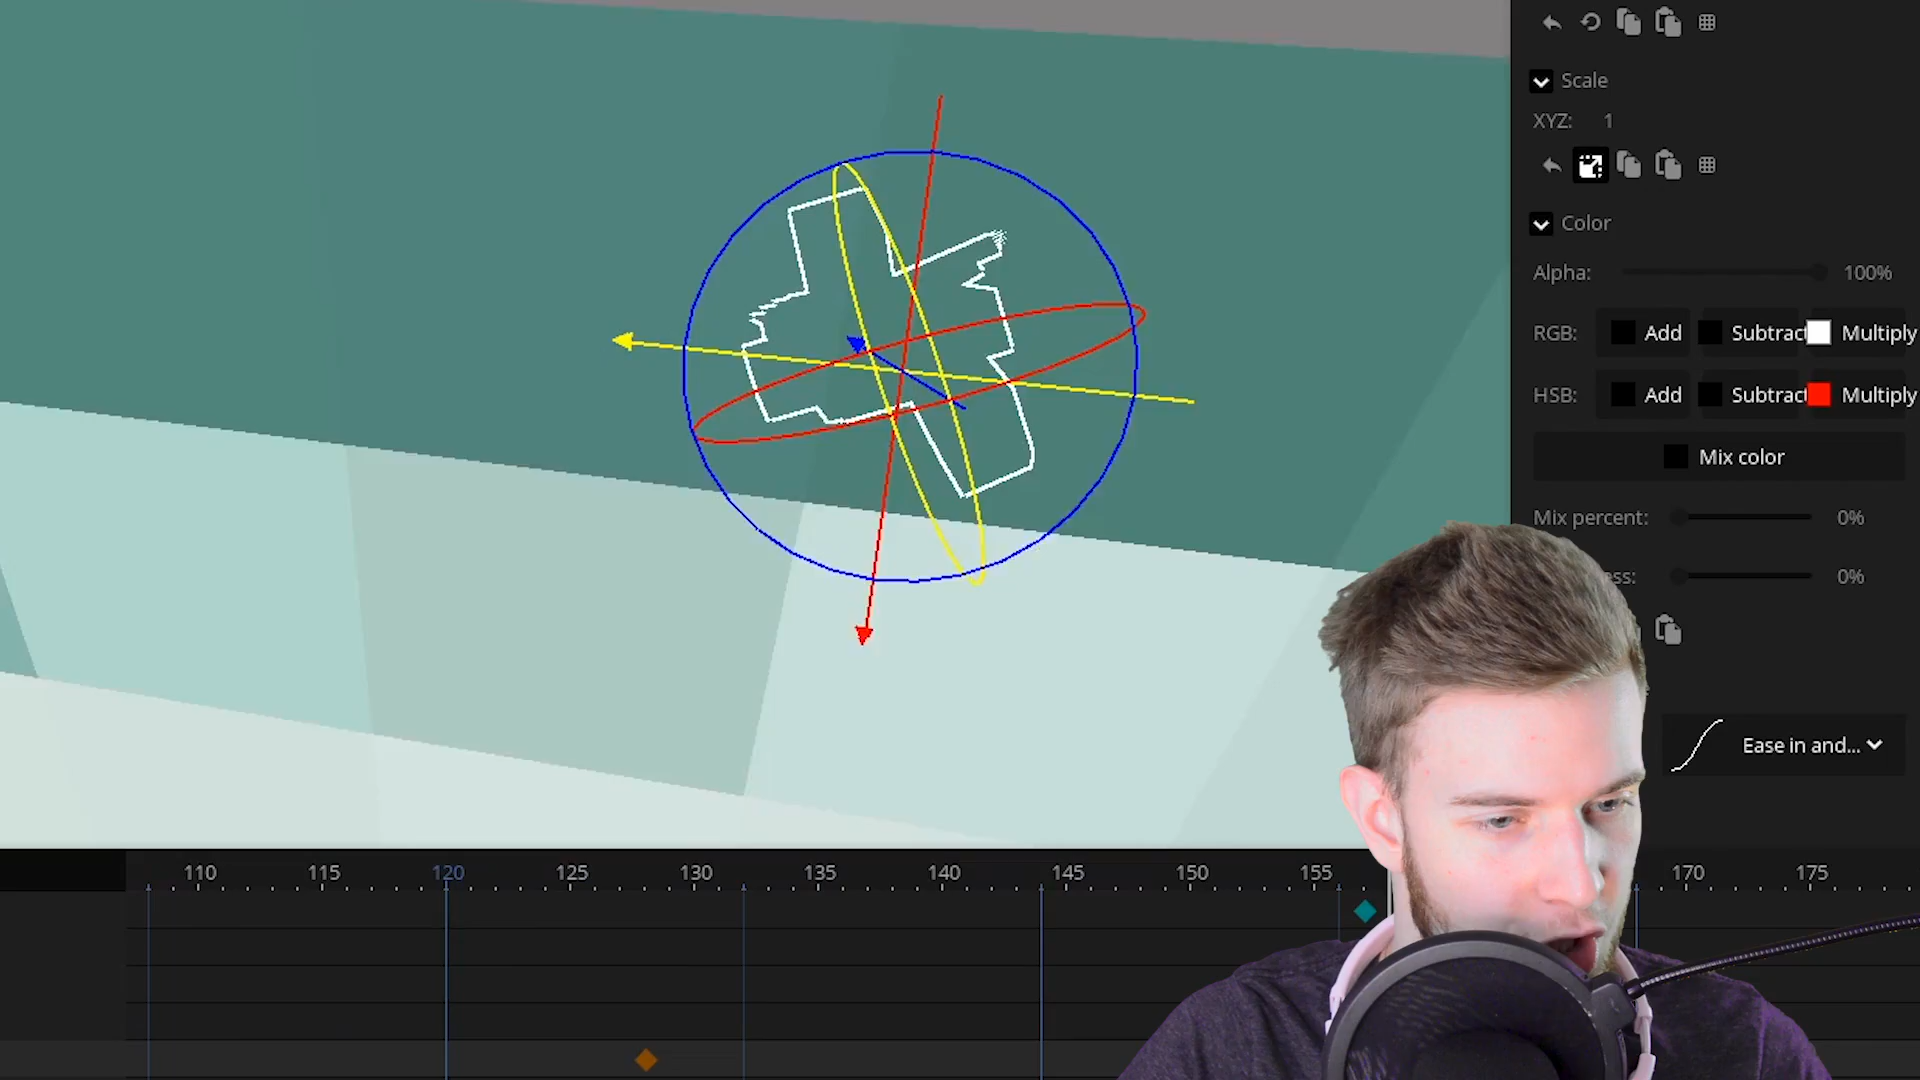 Scale
XYZ: 1
Color
Alpha: 100%
RGB: Add Subtract Multiply
HSB: Add Subtract Multiply
Mix color
Mix percent: 0%
0%
Ease in and...
110 115 120 125 130 135 140 145 150 155 170 175